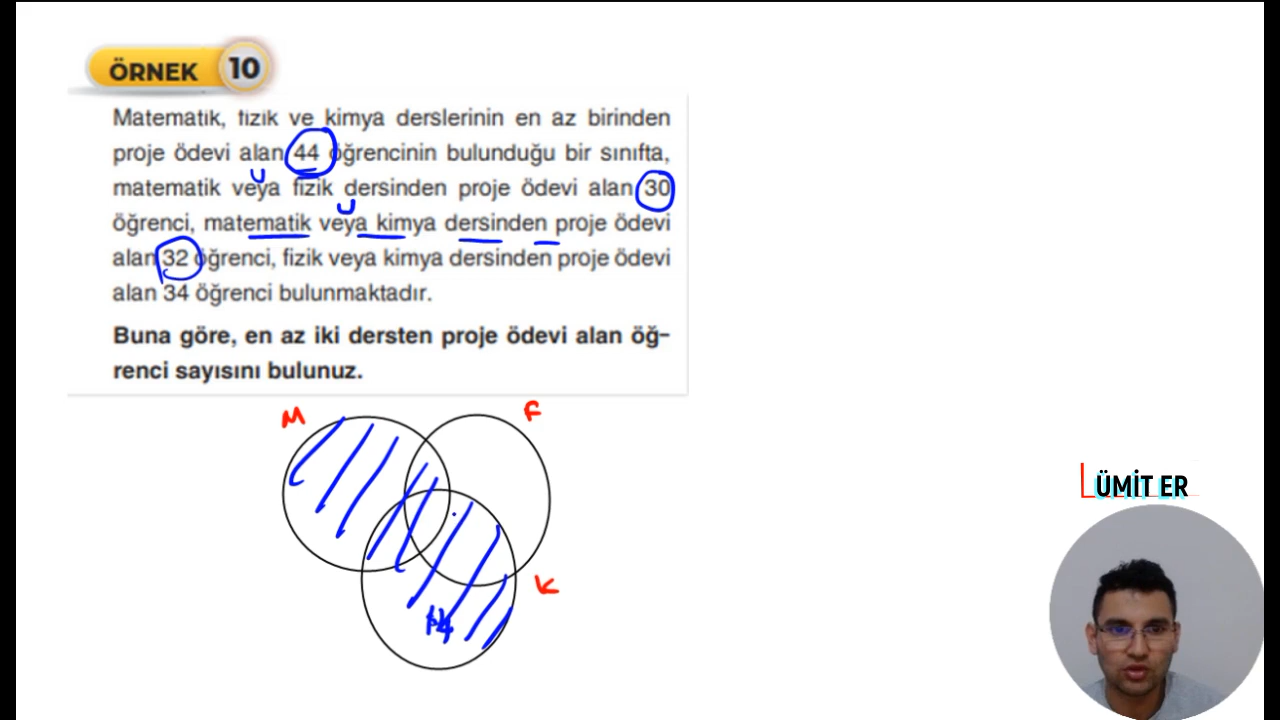 ÖRNEK 10
Matematik, fizik ve kimya derslerinin en az birinden
proje ödevi alan 44 öğrencinin bulunduğu bir sınıfta,
matematik veya fizik dersinden proje ödevi alan 30
öğrenci, matematik veya kimya dersinden proje ödevi
alan 32 öğrenci, fizik veya kimya dersinden proje ödevi
alan 34 öğrenci bulunmaktadır.
Buna göre, en az iki dersten proje ödevi alan öğ-
renci sayısını bulunuz.
M
F
K
14
ÜMİT ER